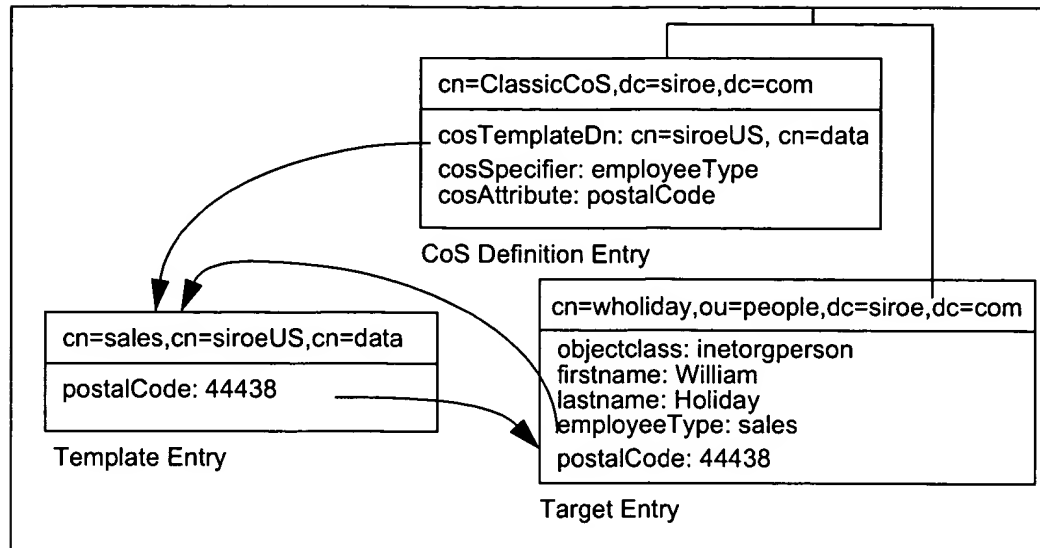 cn=ClassicCoS,dc=siroe,dc=com
cosTemplateDn: cn=siroeUS, cn=data
cosSpecifier: employeeType
cosAttribute: postalCode
CoS Definition Entry
cn=sales,cn=siroeUS,cn=data
postalCode: 44438
Template Entry
cn=wholiday,ou=people,dc=siroe,dc=com
objectclass: inetorgperson
firstname: William
lastname: Holiday
employeeType: sales
postalCode: 44438
Target Entry